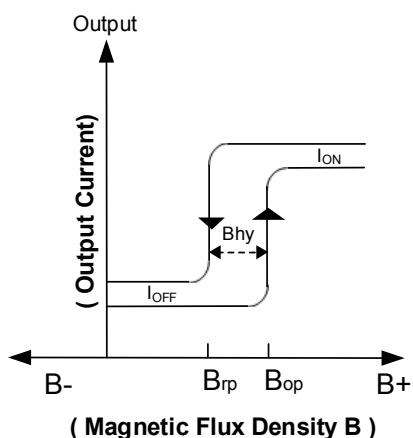 Output
( Output Current)
I_ON
Bhy
I_OFF
B- B_rp B_op B+
( Magnetic Flux Density B )